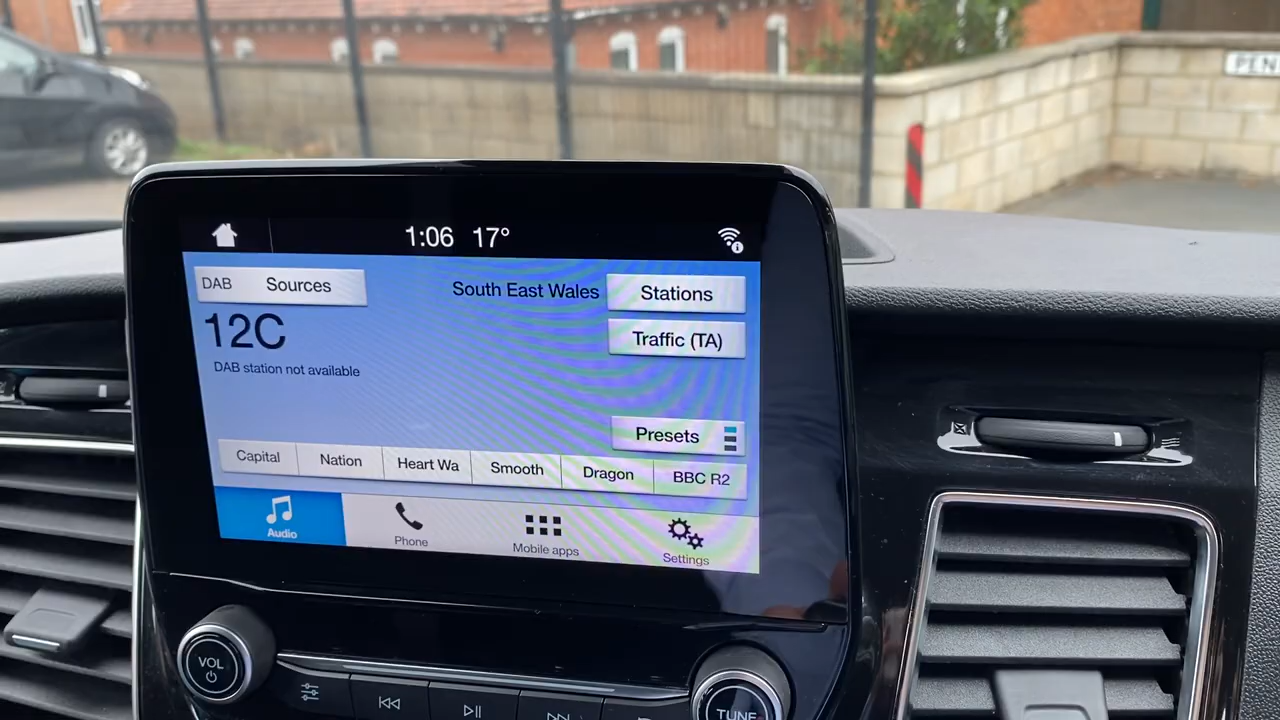 PEN
1:06 17°
DAB Sources
South East Wales
Stations
12C
Traffic (TA)
DAB station not available
Presets
Capital
Nation
Heart Wa
Smooth
Dragon
BBC R2
Audio
Phone
Mobile apps
Settings
VOL
TUNE